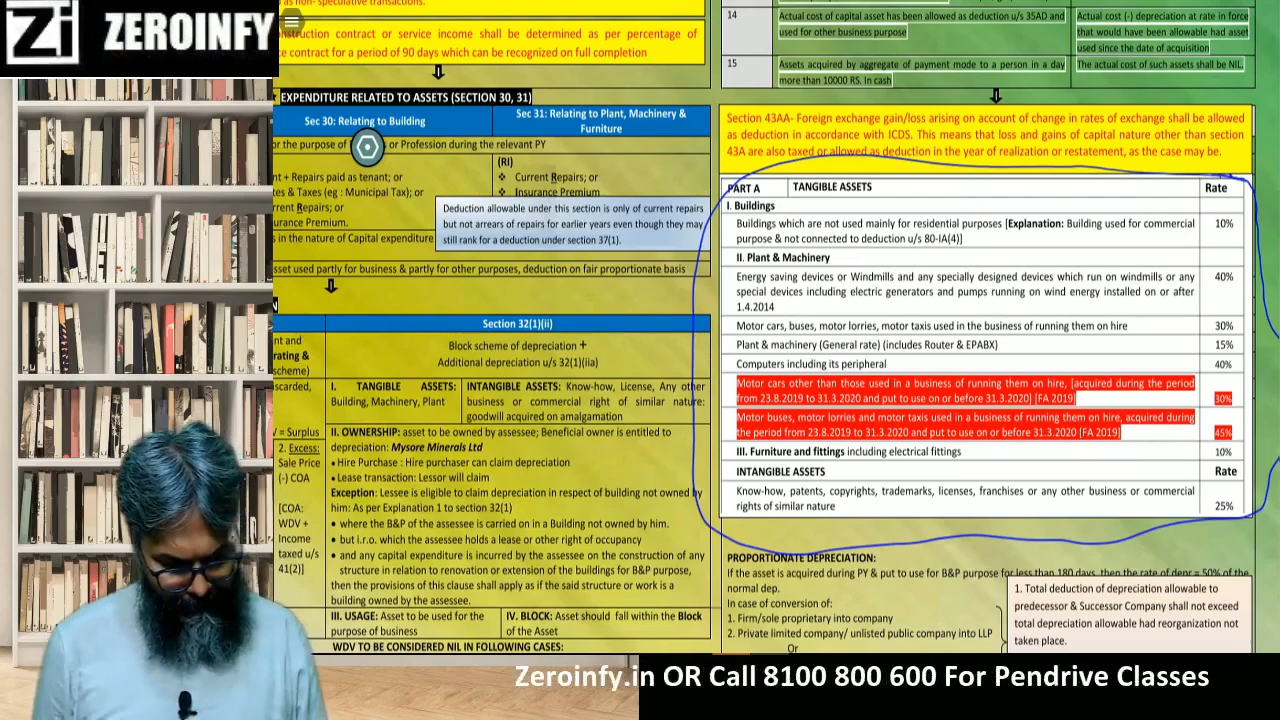 Zi ZEROINFY
as non-speculative transactions.
nstruction contract or service income shall be determined as per percentage of
e contract for a period of 90 days which can be recognized on full completion
EXPENDITURE RELATED TO ASSETS (SECTION 30, 31)
Sec 30: Relating to Building
Sec 31: Relating to Plant, Machinery &
Furniture
or the purpose of
s or Profession during the relevant PY
nt + Repairs paid as tenant; or
es & Taxes (eg : Municipal Tax); or
rrent Repairs; or
surance Premium.
s in the nature of Capital expenditure
(RI)
❖ Current Repairs; or
❖ Insurance Premium
Deduction allowable under this section is only of current repairs
but not arrears of repairs for earlier years even though they may
still rank for a deduction under section 37(1).
sset used partly for business & partly for other purposes, deduction on fair proportionate basis
Section 32(1)(ii)
nt and
rating &
scheme)
Block scheme of depreciation +
Additional depreciation u/s 32(1)(iia)
scarded,
I. TANGIBLE ASSETS:
Building, Machinery, Plant
INTANGIBLE ASSETS: Know-how, License, Any other
business or commercial right of similar nature:
goodwill acquired on amalgamation
V = Surplus
2. Excess:
Sale Price
(-) COA
[COA:
WDV +
Income
taxed u/s
41(2)]
II. OWNERSHIP: asset to be owned by assessee; Beneficial owner is entitled to
depreciation: Mysore Minerals Ltd
• Hire Purchase : Hire purchaser can claim depreciation
• Lease transaction: Lessor will claim
Exception: Lessee is eligible to claim depreciation in respect of building not owned by
him: As per Explanation 1 to section 32(1)
• where the B&P of the assessee is carried on in a Building not owned by him.
• but i.r.o. which the assessee holds a lease or other right of occupancy
• and any capital expenditure is incurred by the assessee on the construction of any
structure in relation to renovation or extension of the buildings for B&P purpose,
then the provisions of this clause shall apply as if the said structure or work is a
building owned by the assessee.
III. USAGE: Asset to be used for the
purpose of business
IV. BLOCK: Asset should fall within the Block
of the Asset
WDV TO BE CONSIDERED NIL IN FOLLOWING CASES:
14
Actual cost of capital asset has been allowed as deduction u/s 35AD and
used for other business purpose
Actual cost (-) depreciation at rate in force
that would have been allowable had asset
used since the date of acquisition
15
Assets acquired by aggregate of payment mode to a person in a day
more than 10000 RS. In cash
The actual cost of such assets shall be NIL.
Section 43AA- Foreign exchange gain/loss arising on account of change in rates of exchange shall be allowed
as deduction in accordance with ICDS. This means that loss and gains of capital nature other than section
43A are also taxed or allowed as deduction in the year of realization or restatement, as the case may be.
PART A TANGIBLE ASSETS Rate
I. Buildings
Buildings which are not used mainly for residential purposes [Explanation: Building used for commercial 10%
purpose & not connected to deduction u/s 80-IA(4)]
II. Plant & Machinery
Energy saving devices or Windmills and any specially designed devices which run on windmills or any 40%
special devices including electric generators and pumps running on wind energy installed on or after
1.4.2014
Motor cars, buses, motor lorries, motor taxis used in the business of running them on hire 30%
Plant & machinery (General rate) (includes Router & EPABX) 15%
Computers including its peripheral 40%
Motor cars other than those used in a business of running them on hire, [acquired during the period
from 23.8.2019 to 31.3.2020 and put to use on or before 31.3.2020] [FA 2019] 30%
Motor buses, motor lorries and motor taxis used in a business of running them on hire, acquired during
the period from 23.8.2019 to 31.3.2020 and put to use on or before 31.3.2020 [FA 2019] 45%
III. Furniture and fittings including electrical fittings 10%
INTANGIBLE ASSETS Rate
Know-how, patents, copyrights, trademarks, licenses, franchises or any other business or commercial
rights of similar nature 25%
PROPORTIONATE DEPRECIATION:
If the asset is acquired during PY & put to use for B&P purpose for less than 180 days, then the rate of depr = 50% of the
normal dep.
In case of conversion of:
1. Firm/sole proprietary into company
2. Private limited company/ unlisted public company into LLP
Or
1. Total deduction of depreciation allowable to
predecessor & Successor Company shall not exceed
total depreciation allowable had reorganization not
taken place.
Zeroinfy.in OR Call 8100 800 600 For Pendrive Classes